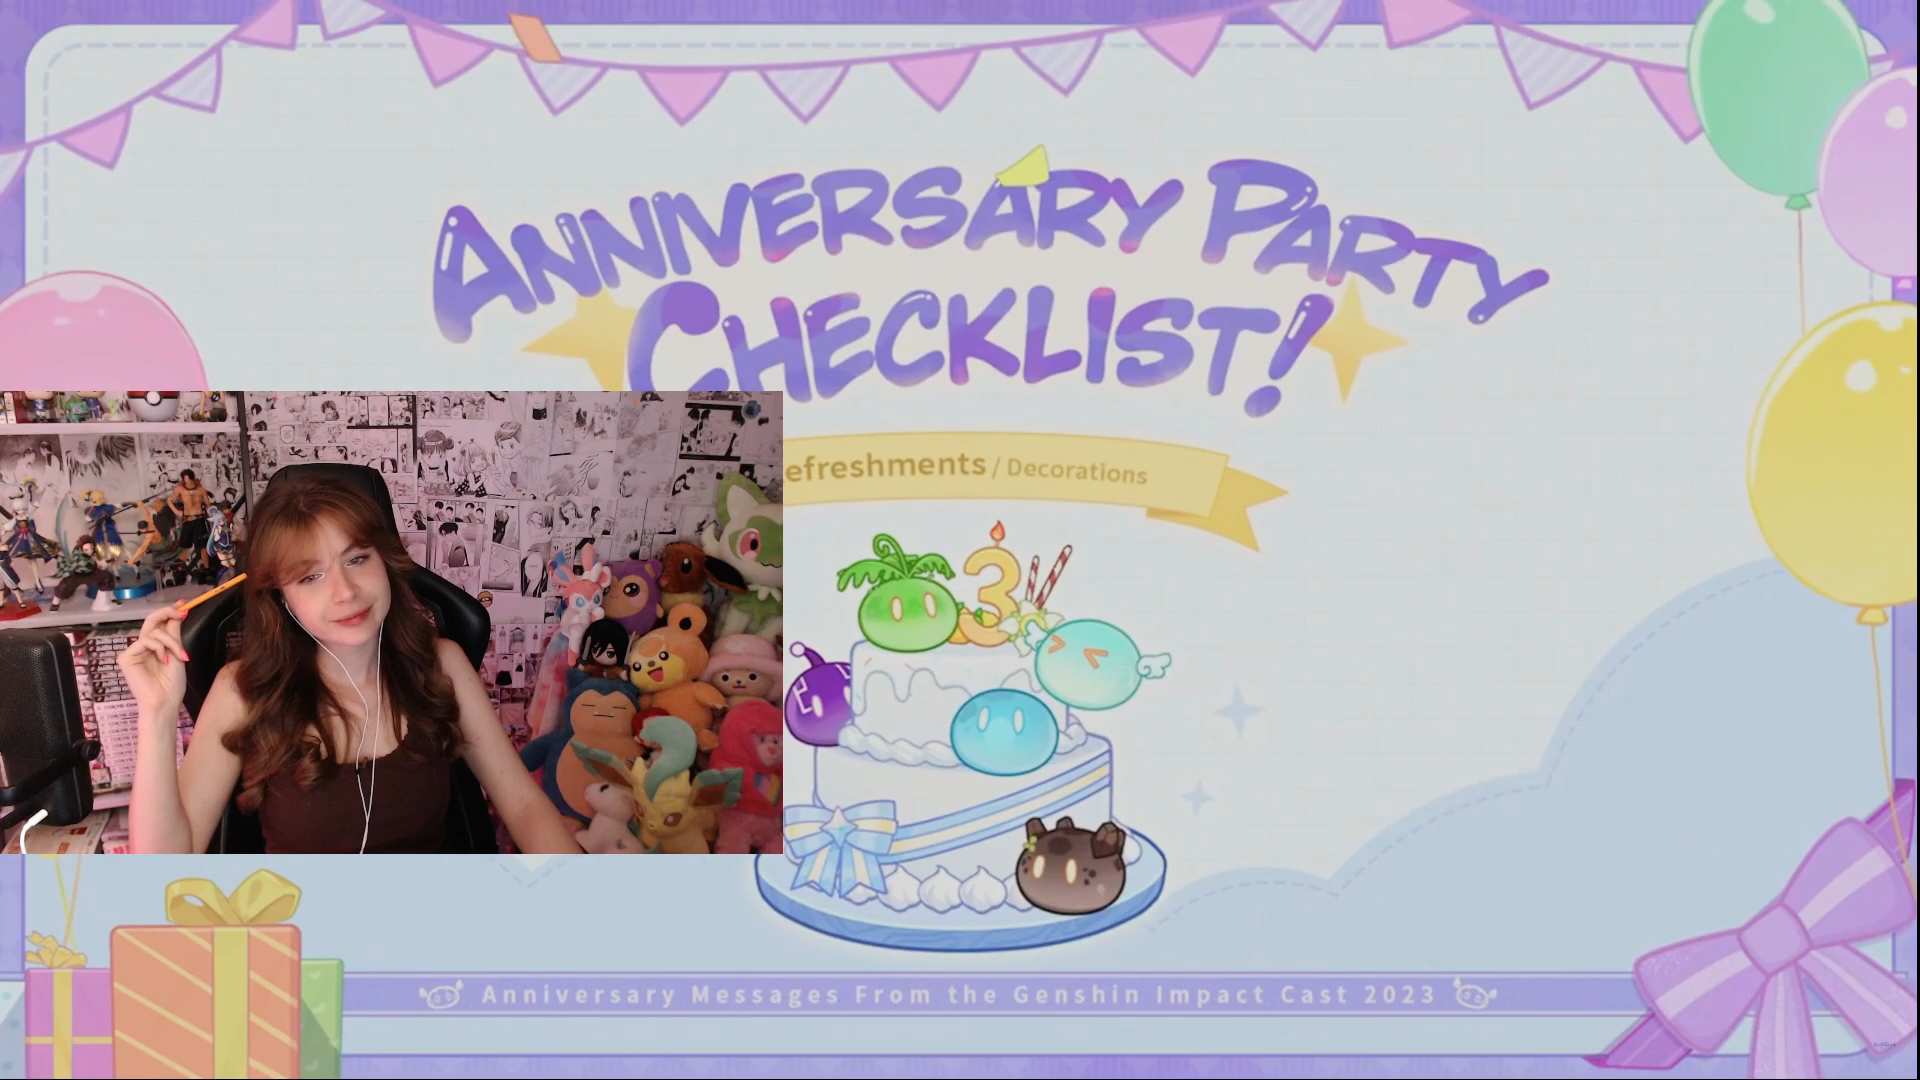 ANNIVERSARY PARTY
CHECKLIST!
efreshments / Decorations
3
Anniversary Messages From the Genshin Impact Cast 2023